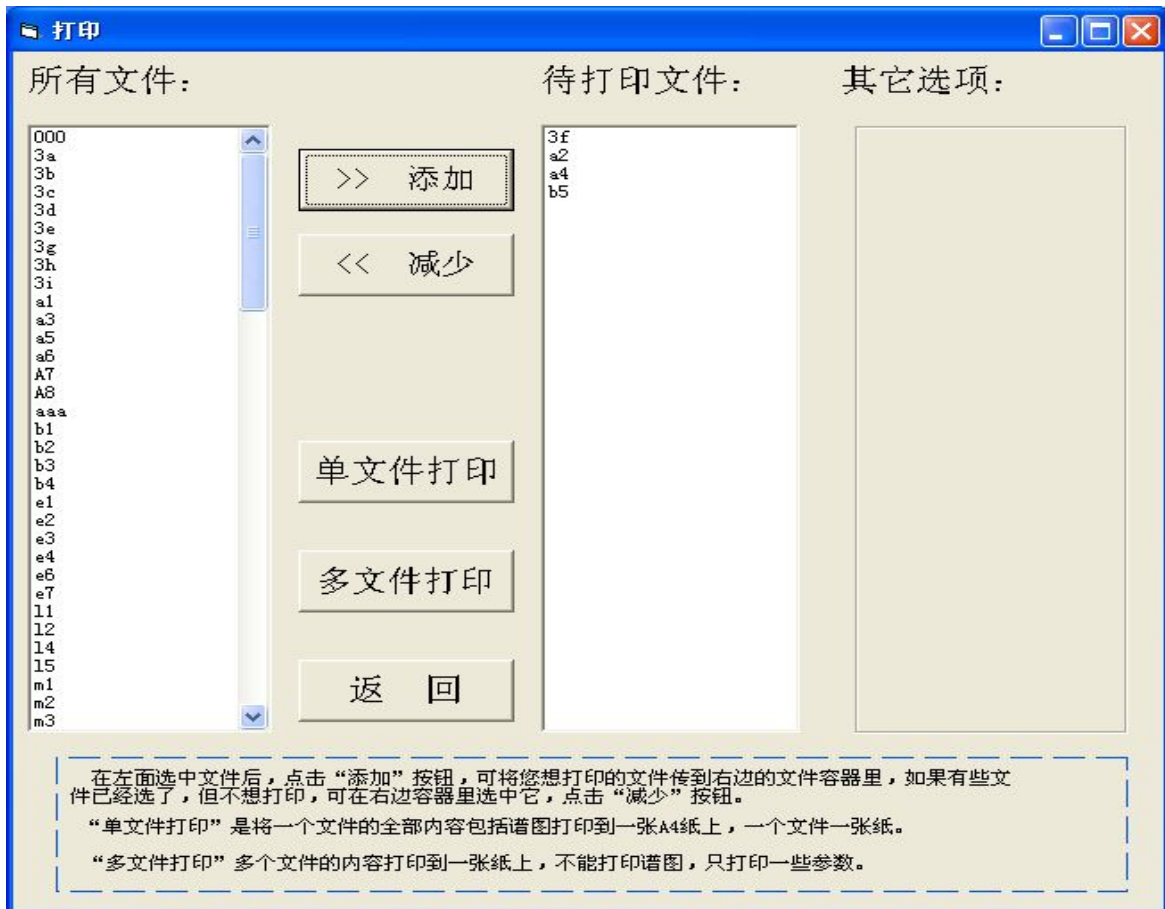 打印
所有文件：
000
3a
3b
3c
3d
3e
3g
3h
3i
a1
a3
a5
a6
A7
A8
aaa
b1
b2
b3
b4
e1
e2
e3
e4
e6
e7
l1
l2
l4
l5
m1
m2
m3
>> 添加
<< 减少
单文件打印
多文件打印
返 回
待打印文件：
3f
a2
a4
b5
其它选项：
在左面选中文件后，点击“添加”按钮，可将您想打印的文件传到右边的文件容器里，如果有些文
件已经选了，但不想打印，可在右边容器里选中它，点击“减少”按钮。
“单文件打印”是将一个文件的全部内容包括谱图打印到一张A4纸上，一个文件一张纸。
“多文件打印”多个文件的内容打印到一张纸上，不能打印谱图，只打印一些参数。